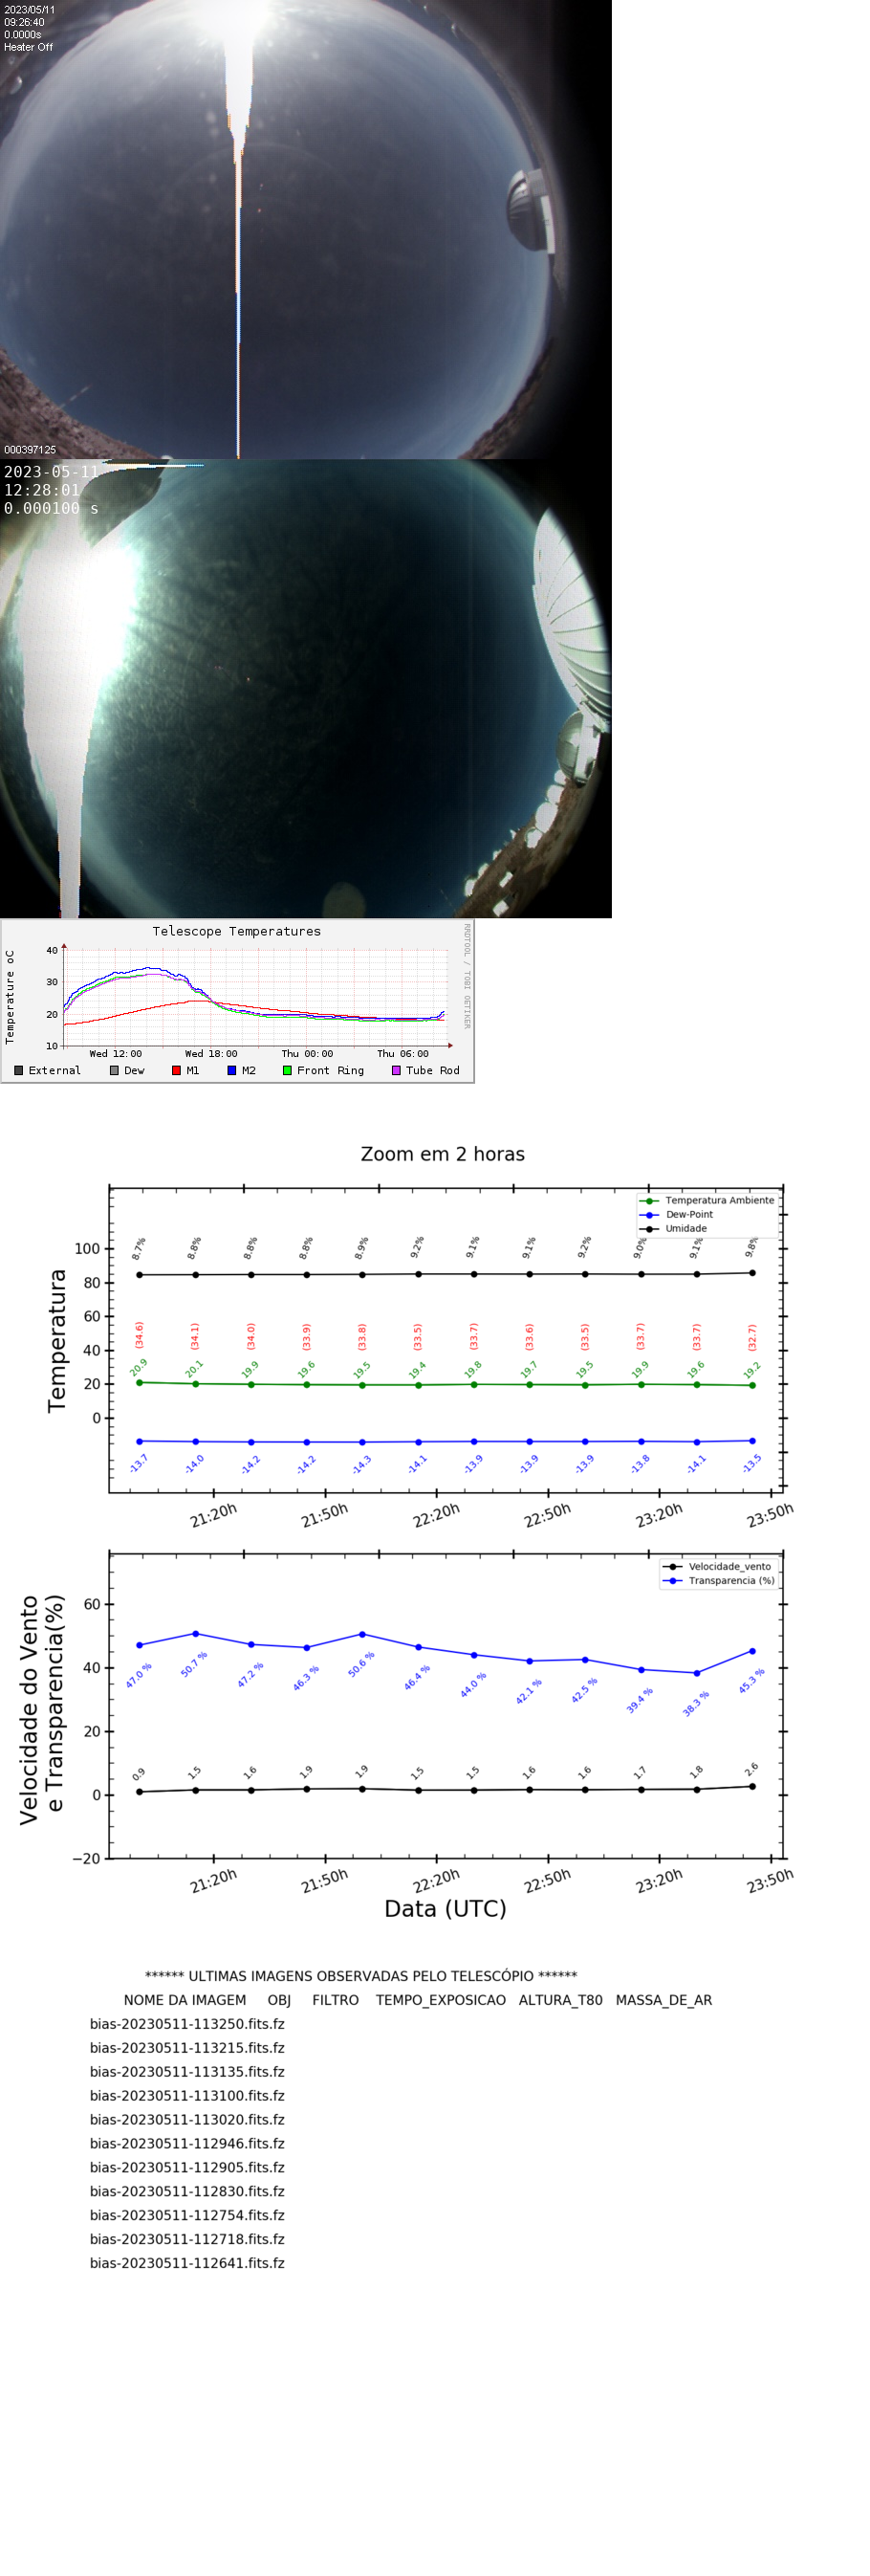 2023/05/11
09:26:40
0.0000s
Heater Off
000397125
2023-05-11
12:28:01
0.000100 s
Telescope Temperatures
RRDTOOL / TOBI OETIKER
Temperature oC
40
30
20
10
Wed 12:00 Wed 18:00 Thu 00:00 Thu 06:00
External Dew M1 M2 Front Ring Tube Rod
Zoom em 2 horas
Temperatura Ambiente
Dew-Point
Umidade
Temperatura
100
80
60
40
20
0
8.7% 8.8% 8.8% 8.8% 8.9% 9.2% 9.1% 9.1% 9.2% 9.0% 9.1% 9.8%
(34.6) (34.1) (34.0) (33.9) (33.8) (33.5) (33.7) (33.6) (33.5) (33.7) (33.7) (32.7)
20.9 20.1 19.9 19.6 19.5 19.4 19.8 19.7 19.5 19.9 19.6 19.2
-13.7 -14.0 -14.2 -14.2 -14.3 -14.1 -13.9 -13.9 -13.9 -13.8 -14.1 -13.5
21:20h 21:50h 22:20h 22:50h 23:20h 23:50h
Velocidade_vento
Transparencia (%)
Velocidade do Vento
e Transparencia(%)
60
40
20
0
−20
47.0 % 50.7 % 47.2 % 46.3 % 50.6 % 46.4 % 44.0 % 42.1 % 42.5 % 39.4 % 38.3 % 45.3 %
0.9 1.5 1.6 1.9 1.9 1.5 1.5 1.6 1.6 1.7 1.8 2.6
21:20h 21:50h 22:20h 22:50h 23:20h 23:50h
Data (UTC)
****** ULTIMAS IMAGENS OBSERVADAS PELO TELESCÓPIO ******
NOME DA IMAGEM OBJ FILTRO TEMPO_EXPOSICAO ALTURA_T80 MASSA_DE_AR
bias-20230511-113250.fits.fz
bias-20230511-113215.fits.fz
bias-20230511-113135.fits.fz
bias-20230511-113100.fits.fz
bias-20230511-113020.fits.fz
bias-20230511-112946.fits.fz
bias-20230511-112905.fits.fz
bias-20230511-112830.fits.fz
bias-20230511-112754.fits.fz
bias-20230511-112718.fits.fz
bias-20230511-112641.fits.fz